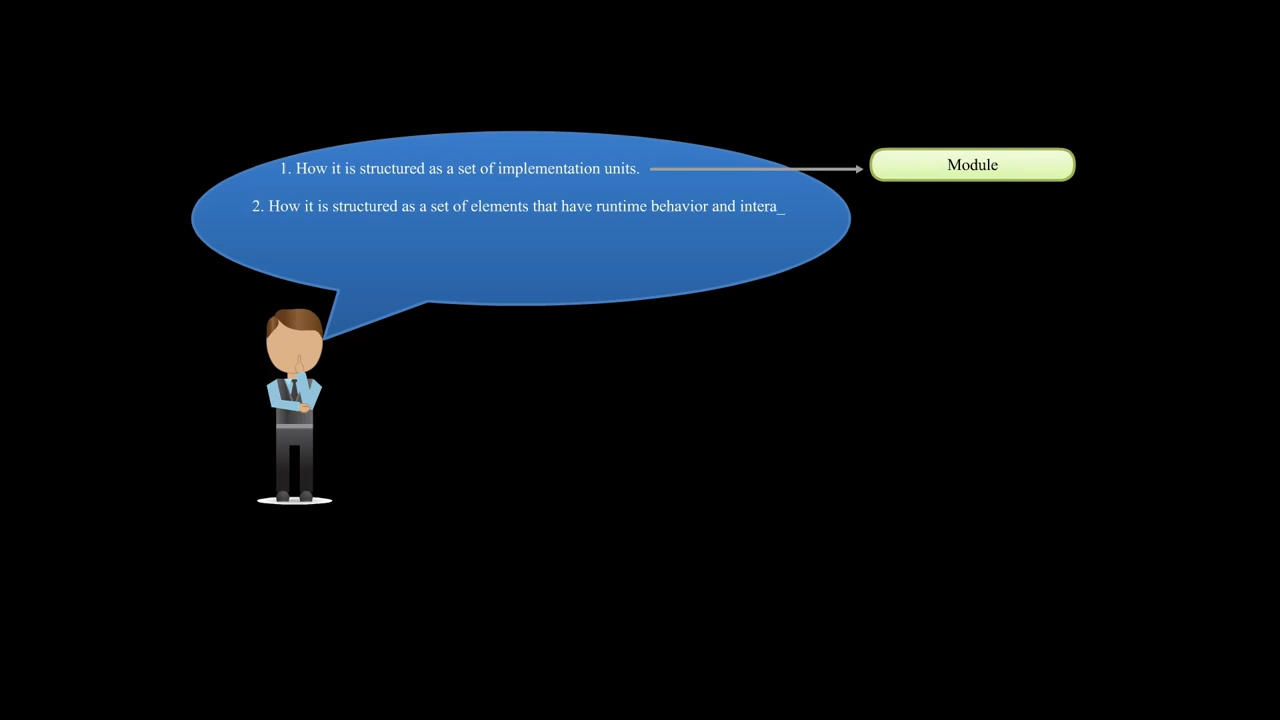 1. How it is structured as a set of implementation units.
Module
2. How it is structured as a set of elements that have runtime behavior and intera_